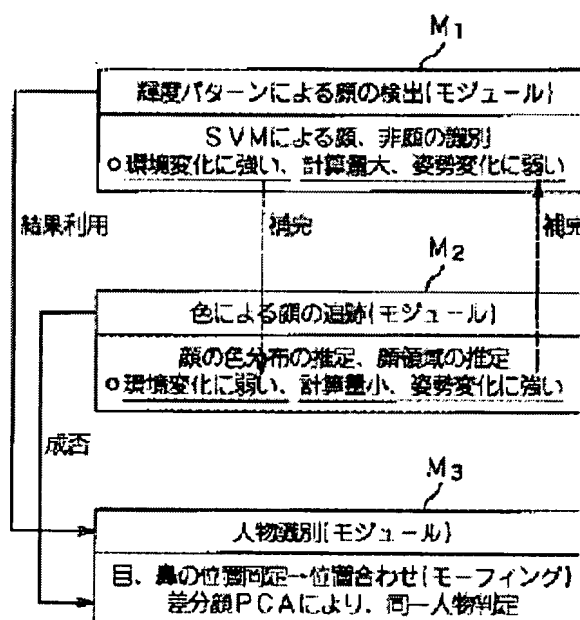 M1
輝度パターンによる顔の検出(モジュール)
SVMによる顔、非顔の識別
○環境変化に強い、計算量大、姿勢変化に弱い
結果利用
補完
補完
M2
色による顔の追跡(モジュール)
顔の色分布の推定、顔領域の推定
○環境変化に弱い、計算量小、姿勢変化に強い
成否
M3
人物識別(モジュール)
目、鼻の位置同定→位置合わせ(モーフィング)
差分顔PCAにより、同一人物判定